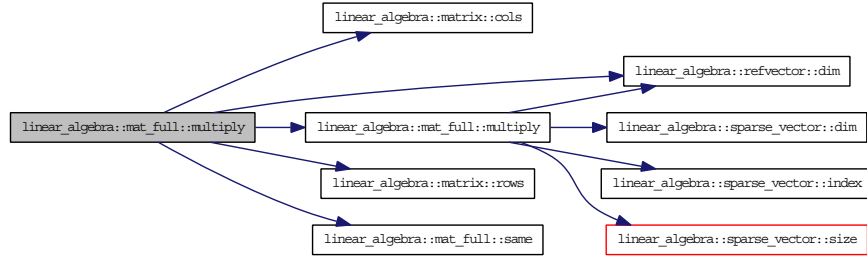 linear_algebra::matrix::cols
linear_algebra::refvector::dim
linear_algebra::mat_full::multiply
linear_algebra::mat_full::multiply
linear_algebra::sparse_vector::dim
linear_algebra::matrix::rows
linear_algebra::sparse_vector::index
linear_algebra::mat_full::same
linear_algebra::sparse_vector::size